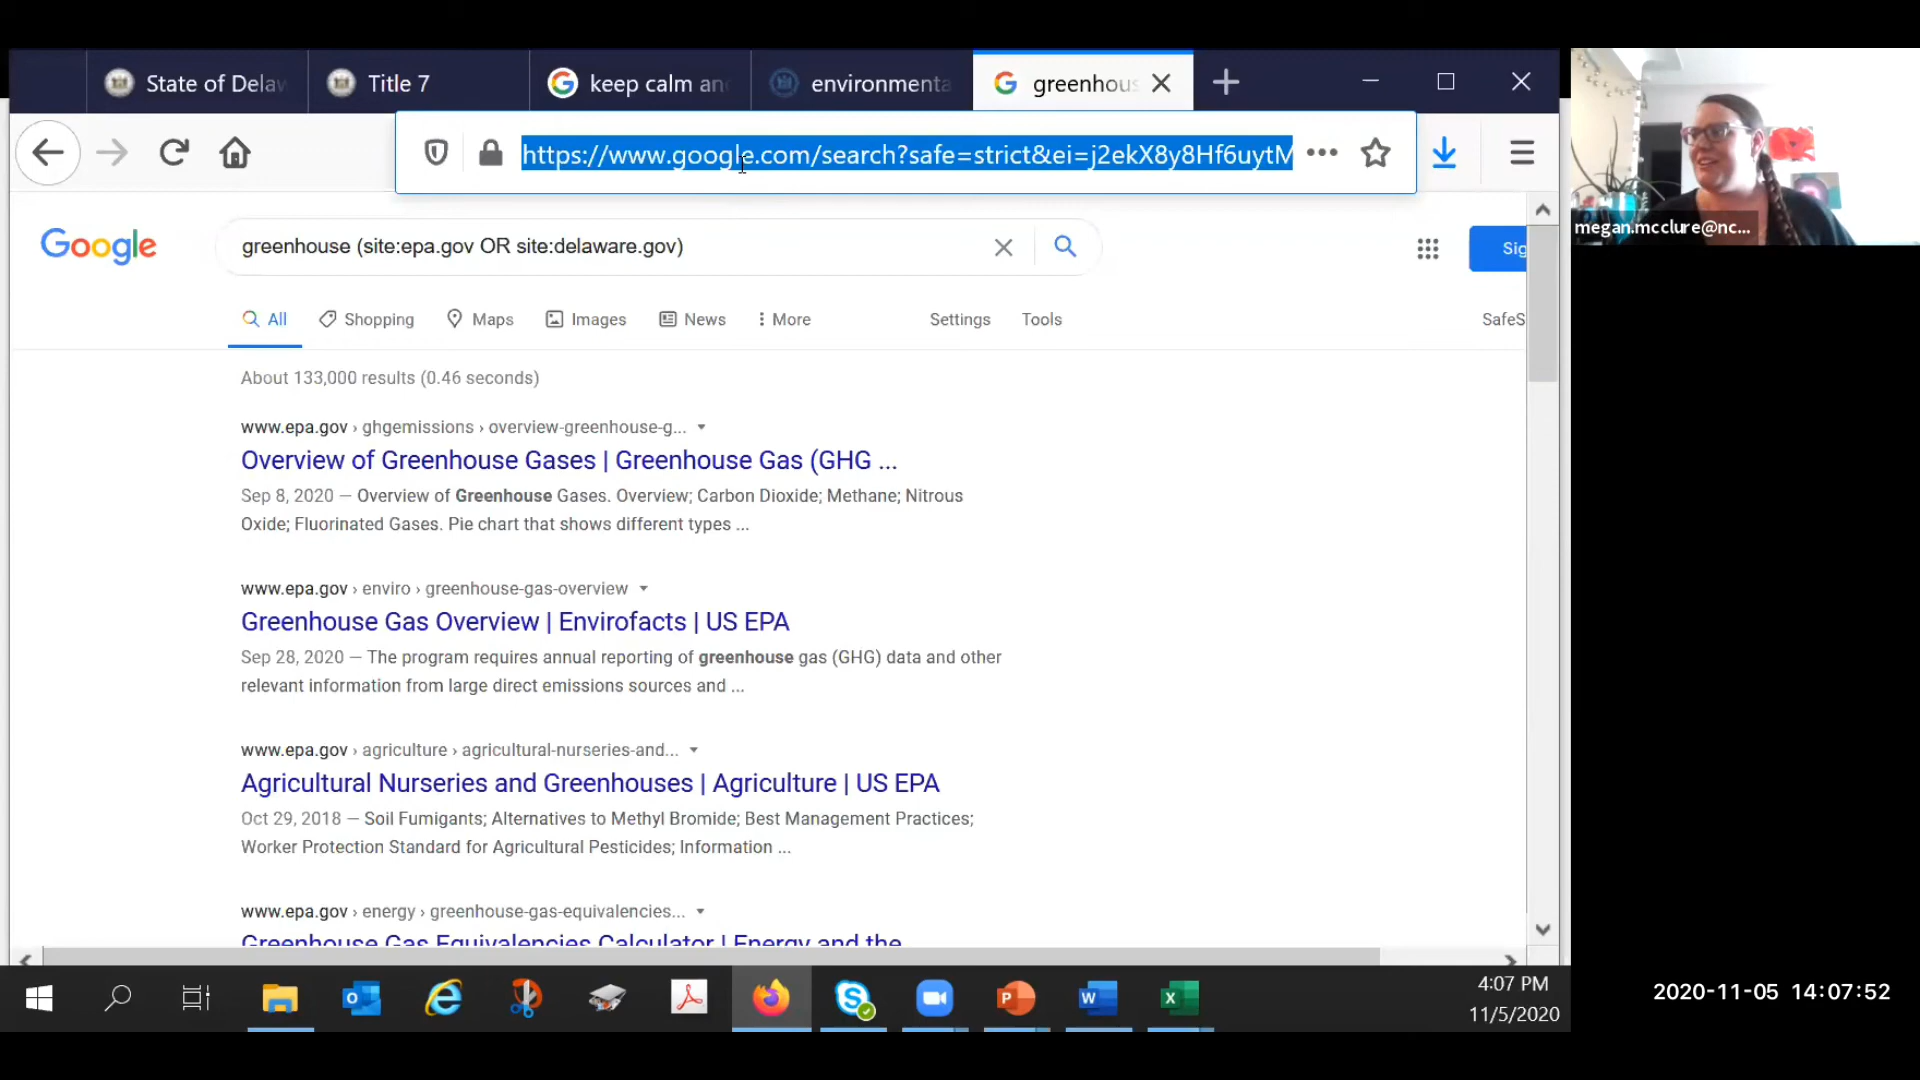 State of Delaw
Title 7
keep calm an
environmenta
greenhous
https://www.google.com/search?safe=strict&ei=j2ekX8y8Hf6uytM
Google
greenhouse (site:epa.gov OR site:delaware.gov)
Sig
All
Shopping
Maps
Images
News
More
Settings
Tools
SafeS
About 133,000 results (0.46 seconds)
www.epa.gov › ghgemissions › overview-greenhouse-g...
Overview of Greenhouse Gases | Greenhouse Gas (GHG ...
Sep 8, 2020 — Overview of Greenhouse Gases. Overview; Carbon Dioxide; Methane; Nitrous
Oxide; Fluorinated Gases. Pie chart that shows different types ...
www.epa.gov › enviro › greenhouse-gas-overview
Greenhouse Gas Overview | Envirofacts | US EPA
Sep 28, 2020 — The program requires annual reporting of greenhouse gas (GHG) data and other
relevant information from large direct emissions sources and ...
www.epa.gov › agriculture › agricultural-nurseries-and...
Agricultural Nurseries and Greenhouses | Agriculture | US EPA
Oct 29, 2018 — Soil Fumigants; Alternatives to Methyl Bromide; Best Management Practices;
Worker Protection Standard for Agricultural Pesticides; Information ...
www.epa.gov › energy › greenhouse-gas-equivalencies...
Greenhouse Gas Equivalencies Calculator | Energy and the
4:07 PM
11/5/2020
megan.mcclure@nc...
2020-11-05 14:07:52